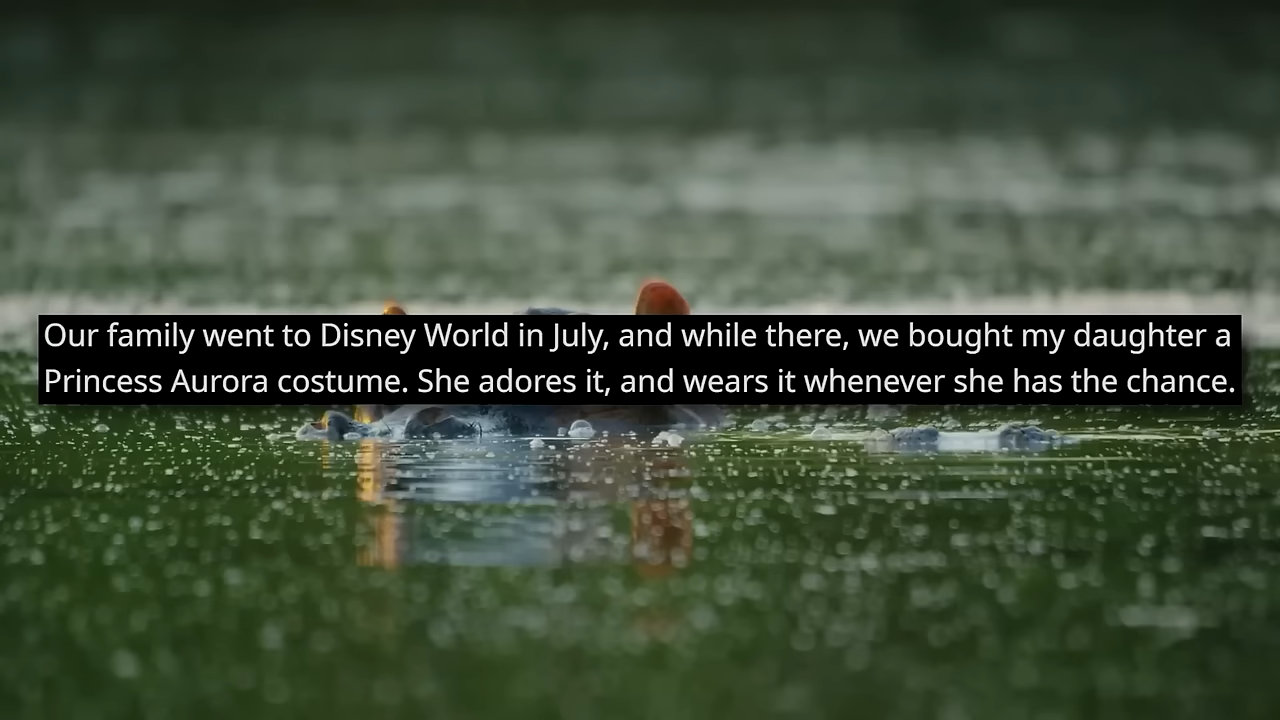 Our family went to Disney World in July, and while there, we bought my daughter a
Princess Aurora costume. She adores it, and wears it whenever she has the chance.